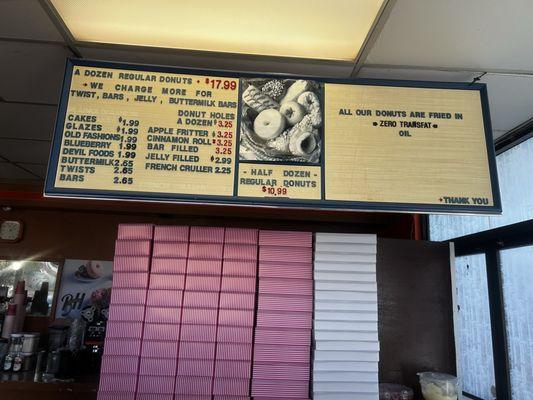 A DOZEN REGULAR DONUTS • $17.99
• WE CHARGE MORE FOR
TWIST, BARS, JELLY, BUTTERMILK BAR
CAKES $1.99
GLAZES $1.99
OLD FASHIONS 1.99
BLUEBERRY 1.99
DEVIL FOODS 1.99
BUTTERMILK 2.65
TWISTS 2.65
BARS 2.65
DONUT HOLES
A DOZEN $3.25
APPLE FRITTER $3.25
CINNAMON ROLL $3.25
BAR FILLED 3.25
JELLY FILLED $2.99
FRENCH CRULLER 2.25
- HALF DOZEN -
REGULAR DONUTS
$10.99
ALL OUR DONUTS ARE FRIED IN
• ZERO TRANSFAT •
OIL
• THANK YOU •